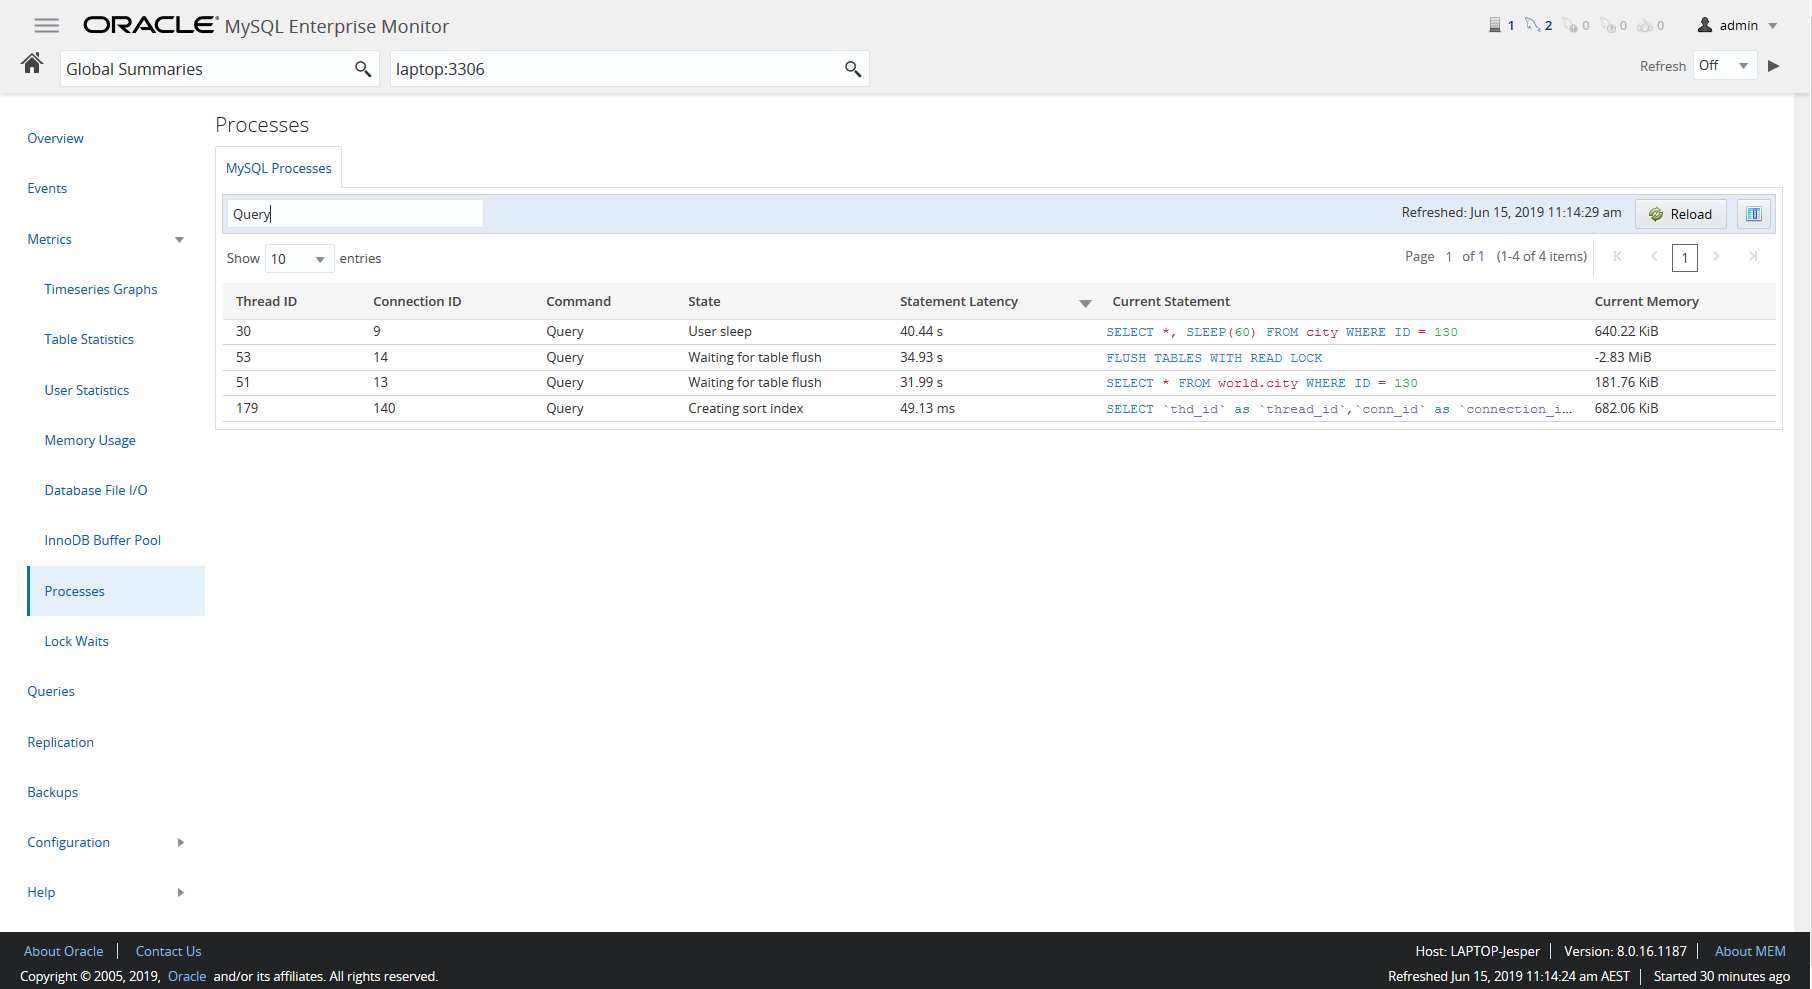 ORACLE® MySQL Enterprise Monitor
1 2 0 0 0 admin
Global Summaries laptop:3306 Refresh Off
Overview
Events
Metrics
Timeseries Graphs
Table Statistics
User Statistics
Memory Usage
Database File I/O
InnoDB Buffer Pool
Processes
Lock Waits
Queries
Replication
Backups
Configuration
Help
Processes
MySQL Processes
Query Refreshed: Jun 15, 2019 11:14:29 am Reload
Show 10 entries Page 1 of 1 (1-4 of 4 items) 1
Thread ID Connection ID Command State Statement Latency Current Statement Current Memory
30 9 Query User sleep 40.44 s SELECT *, SLEEP(60) FROM city WHERE ID = 130 640.22 KiB
53 14 Query Waiting for table flush 34.93 s FLUSH TABLES WITH READ LOCK -2.83 MiB
51 13 Query Waiting for table flush 31.99 s SELECT * FROM world.city WHERE ID = 130 181.76 KiB
179 140 Query Creating sort index 49.13 ms SELECT `thd_id` as `thread_id`,`conn_id` as `connection_i... 682.06 KiB
About Oracle | Contact Us Host: LAPTOP-Jesper | Version: 8.0.16.1187 | About MEM
Copyright © 2005, 2019, Oracle and/or its affiliates. All rights reserved. Refreshed Jun 15, 2019 11:14:24 am AEST | Started 30 minutes ago